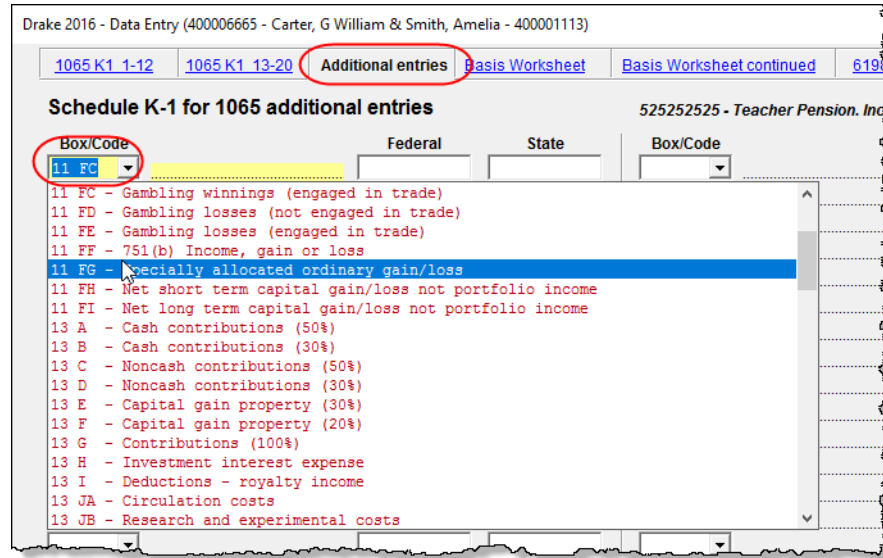 Drake 2016 - Data Entry (400006665 - Carter, G William & Smith, Amelia - 400001113)
1065 K1 1-12 1065 K1 13-20 Additional entries Basis Worksheet Basis Worksheet continued 6198
Schedule K-1 for 1065 additional entries 525252525 - Teacher Pension. Inc
Box/Code Federal State Box/Code
11 FC
11 FC - Gambling winnings (engaged in trade)
11 FD - Gambling losses (not engaged in trade)
11 FE - Gambling losses (engaged in trade)
11 FF - 751(b) Income, gain or loss
11 FG - Specially allocated ordinary gain/loss
11 FH - Net short term capital gain/loss not portfolio income
11 FI - Net long term capital gain/loss not portfolio income
13 A - Cash contributions (50%)
13 B - Cash contributions (30%)
13 C - Noncash contributions (50%)
13 D - Noncash contributions (30%)
13 E - Capital gain property (30%)
13 F - Capital gain property (20%)
13 G - Contributions (100%)
13 H - Investment interest expense
13 I - Deductions - royalty income
13 JA - Circulation costs
13 JB - Research and experimental costs